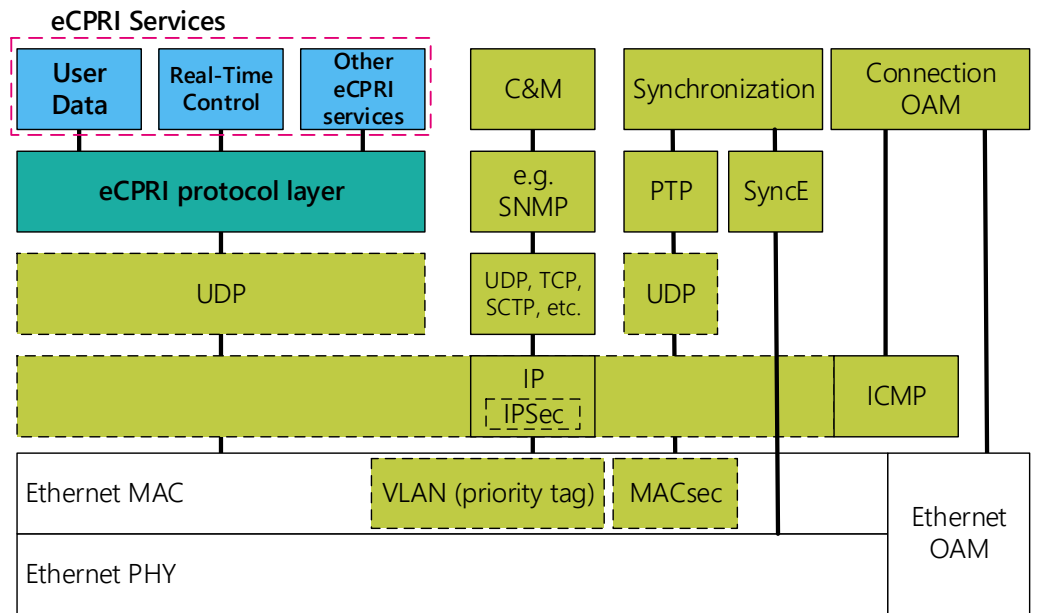 eCPRI Services
User
Data
Real-Time
Control
Other
eCPRI
services
C&M
Synchronization
Connection
OAM
eCPRI protocol layer
e.g.
SNMP
PTP
SyncE
UDP
UDP, TCP,
SCTP, etc.
UDP
IP
IPSec
ICMP
Ethernet MAC
VLAN (priority tag)
MACsec
Ethernet
OAM
Ethernet PHY